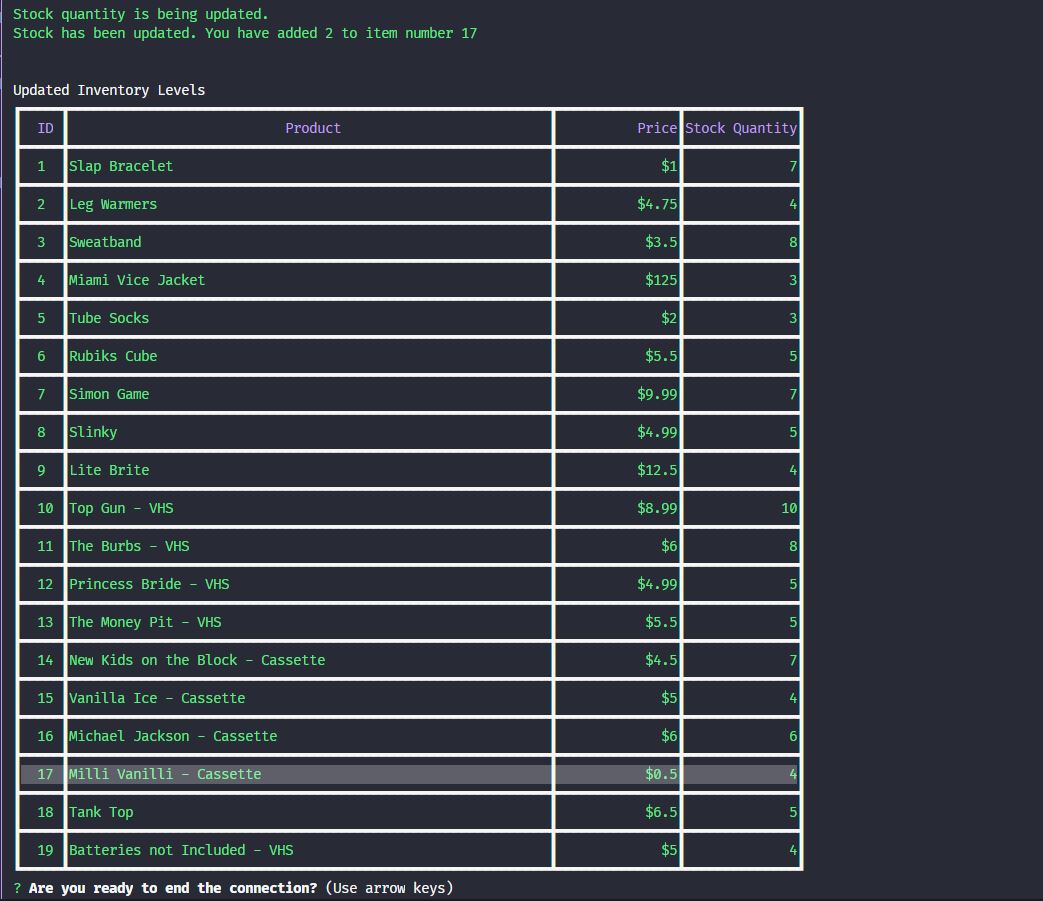 Stock quantity is being updated.
Stock has been updated. You have added 2 to item number 17
Updated Inventory Levels
ID Product Price Stock Quantity
1 Slap Bracelet $1 7
2 Leg Warmers $4.75 4
3 Sweatband $3.5 8
4 Miami Vice Jacket $125 3
5 Tube Socks $2 3
6 Rubiks Cube $5.5 5
7 Simon Game $9.99 7
8 Slinky $4.99 5
9 Lite Brite $12.5 4
10 Top Gun - VHS $8.99 10
11 The Burbs - VHS $6 8
12 Princess Bride - VHS $4.99 5
13 The Money Pit - VHS $5.5 5
14 New Kids on the Block - Cassette $4.5 7
15 Vanilla Ice - Cassette $5 4
16 Michael Jackson - Cassette $6 6
17 Milli Vanilli - Cassette $0.5 4
18 Tank Top $6.5 5
19 Batteries not Included - VHS $5 4
? Are you ready to end the connection? (Use arrow keys)